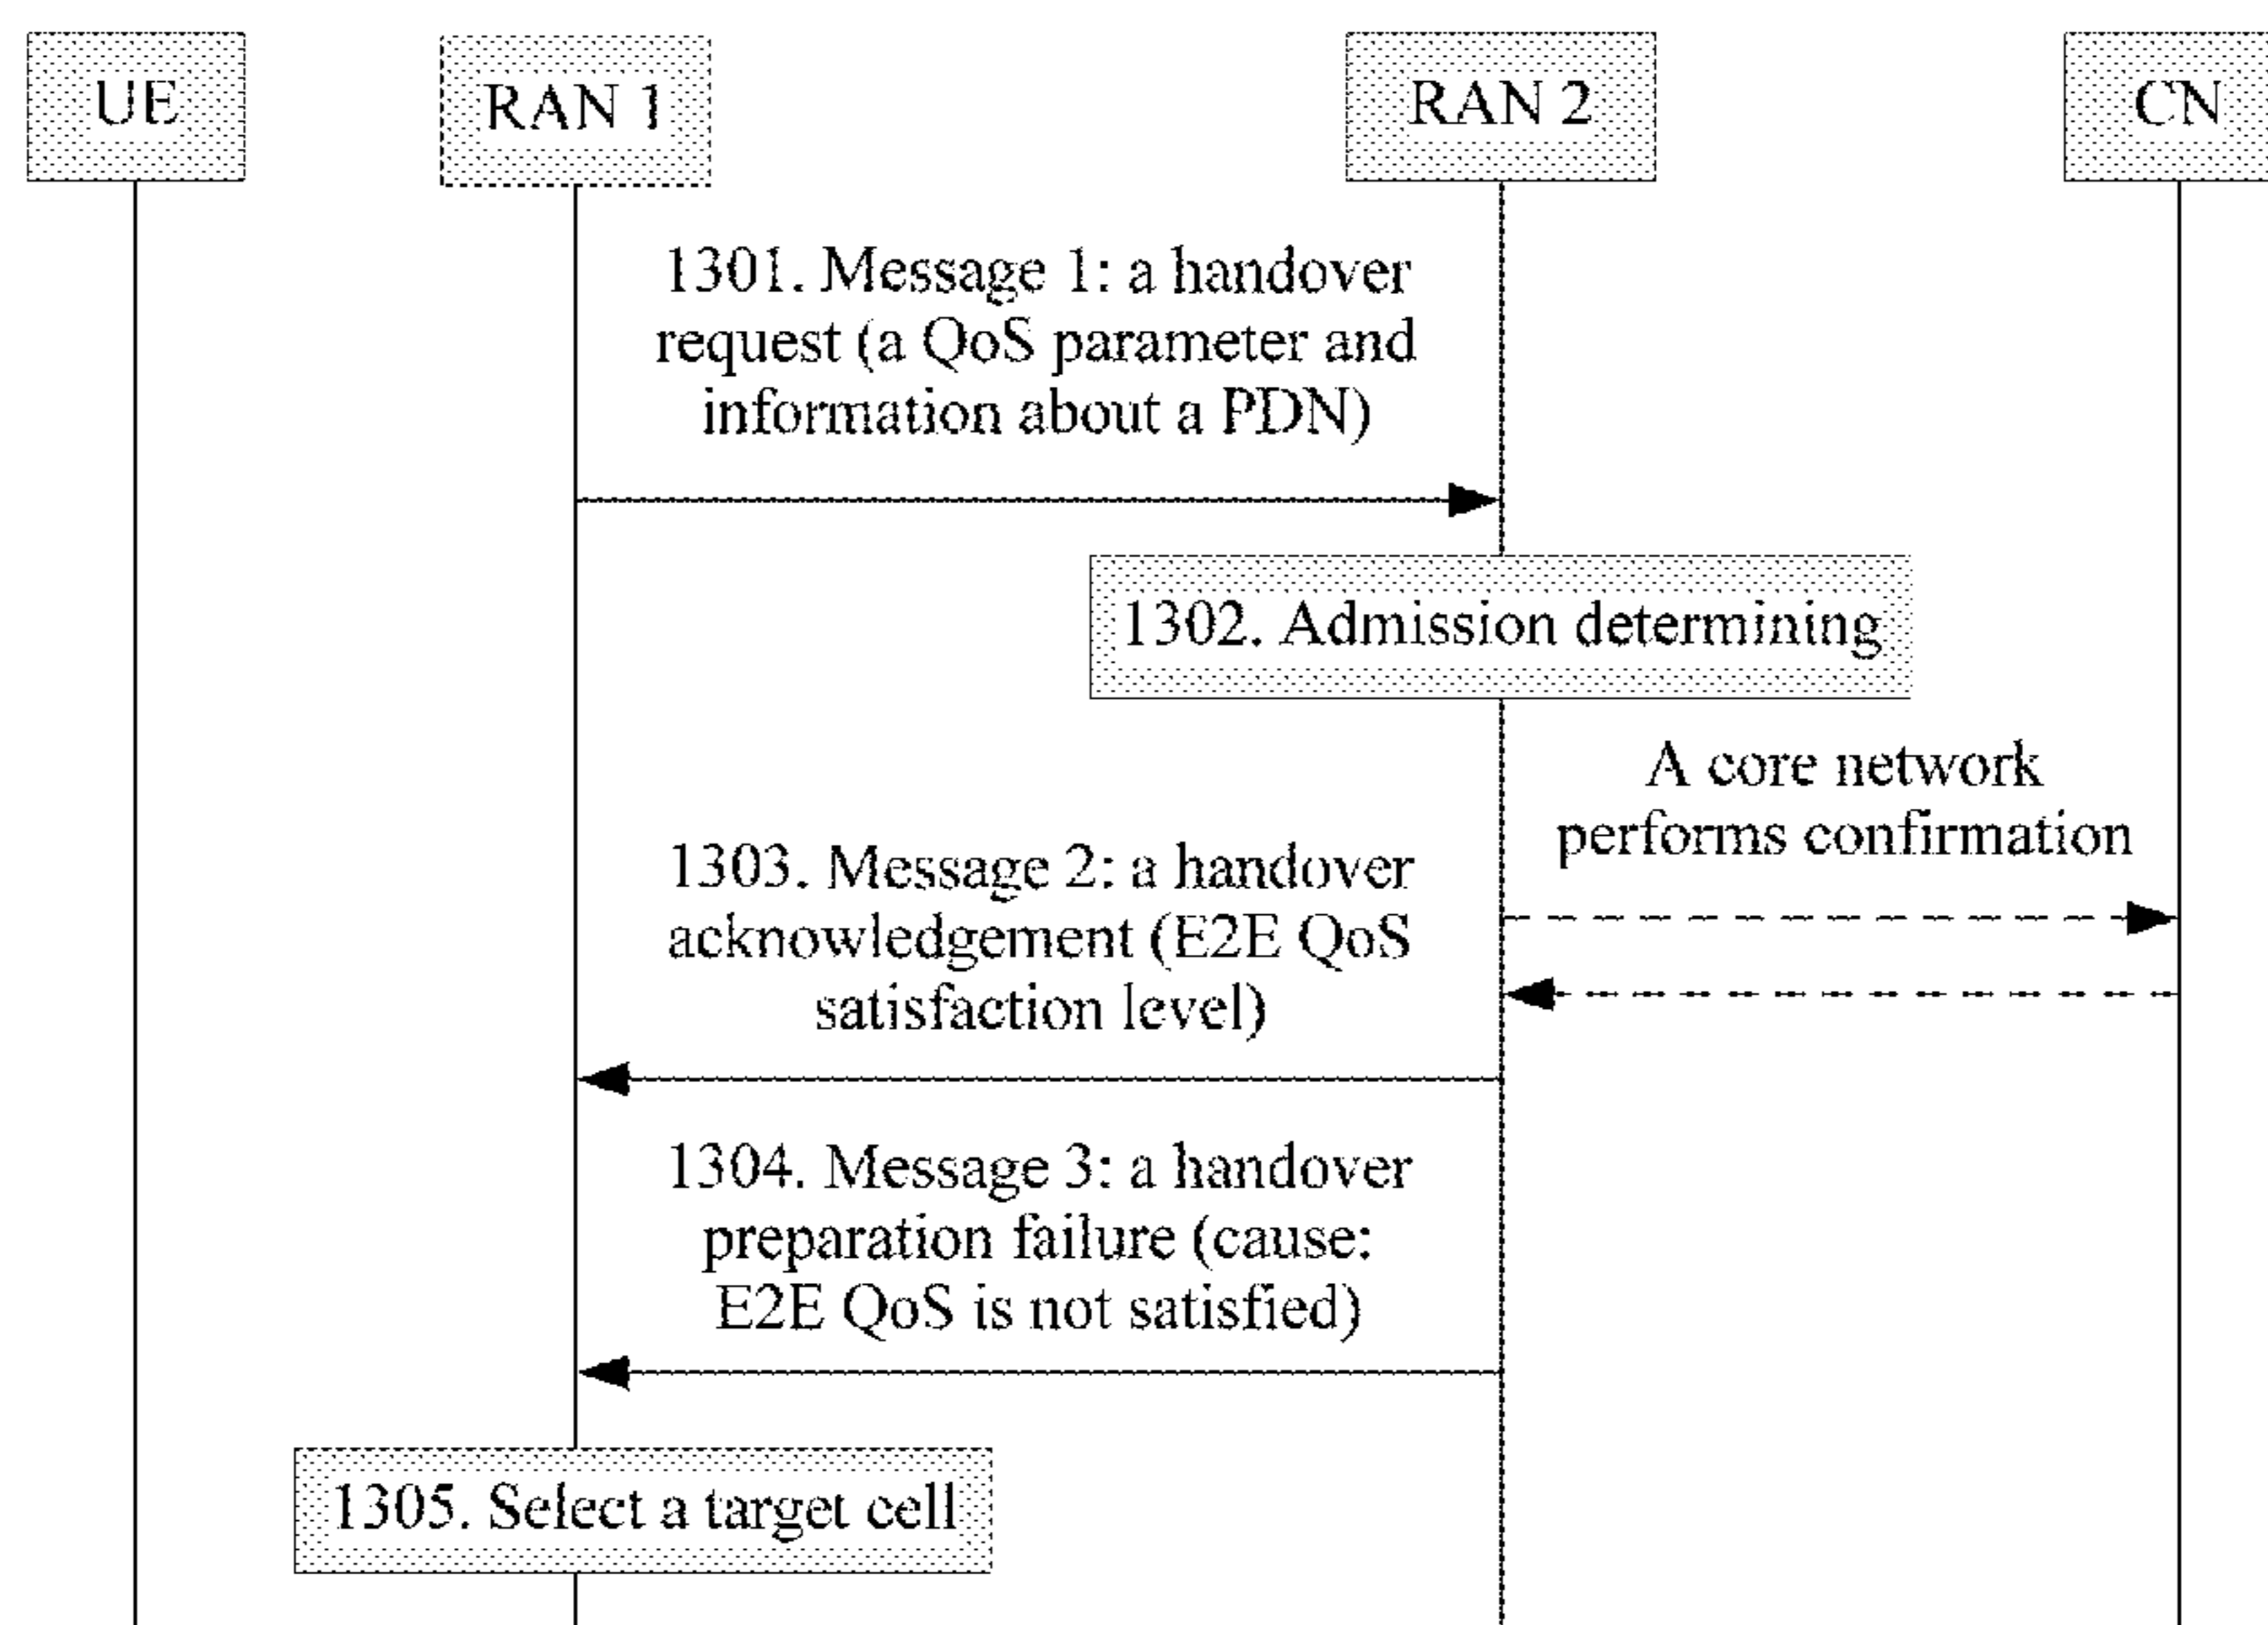 UE
RAN 1
RAN 2
CN
1301. Message 1: a handover
request (a QoS parameter and
information about a PDN)
1302. Admission determining
A core network
performs confirmation
1303. Message 2: a handover
acknowledgement (E2E QoS
satisfaction level)
1304. Message 3: a handover
preparation failure (cause:
E2E QoS is not satisfied)
1305. Select a target cell